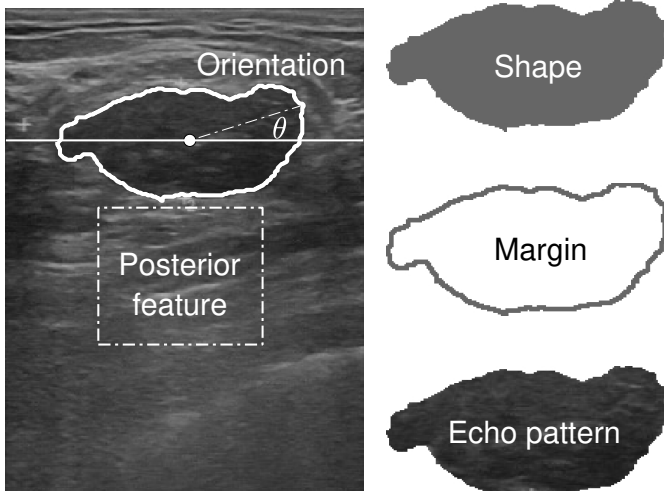 Orientation
θ
Posterior
feature
Shape
Margin
Echo pattern